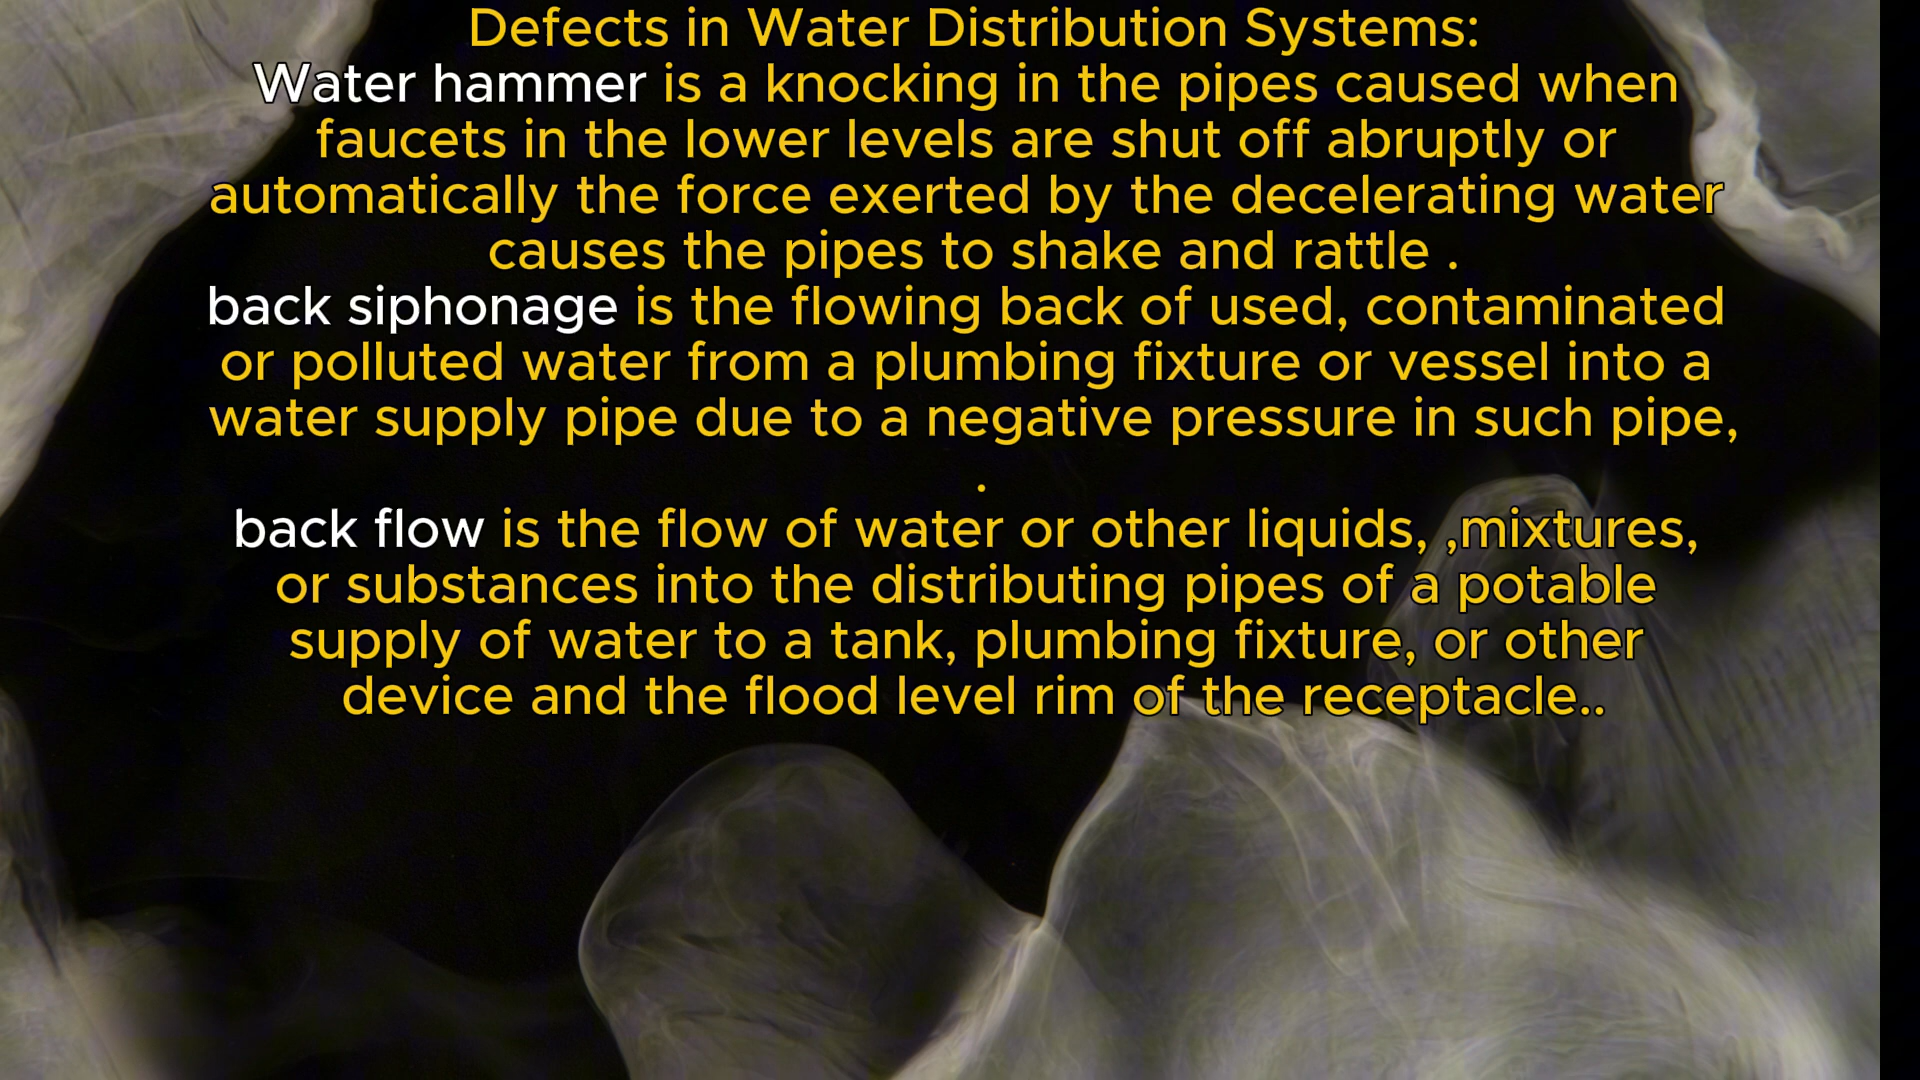 Defects in Water Distribution Systems:
Water hammer is a knocking in the pipes caused when
faucets in the lower levels are shut off abruptly or
automatically the force exerted by the decelerating water
causes the pipes to shake and rattle .
back siphonage is the flowing back of used, contaminated
or polluted water from a plumbing fixture or vessel into a
water supply pipe due to a negative pressure in such pipe,
.
back flow is the flow of water or other liquids, ,mixtures,
or substances into the distributing pipes of a potable
supply of water to a tank, plumbing fixture, or other
device and the flood level rim of the receptacle..